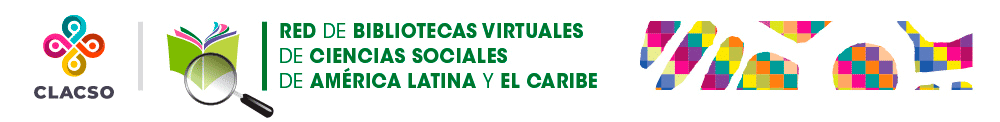 CLACSO
RED DE BIBLIOTECAS VIRTUALES
DE CIENCIAS SOCIALES
DE AMÉRICA LATINA Y EL CARIBE